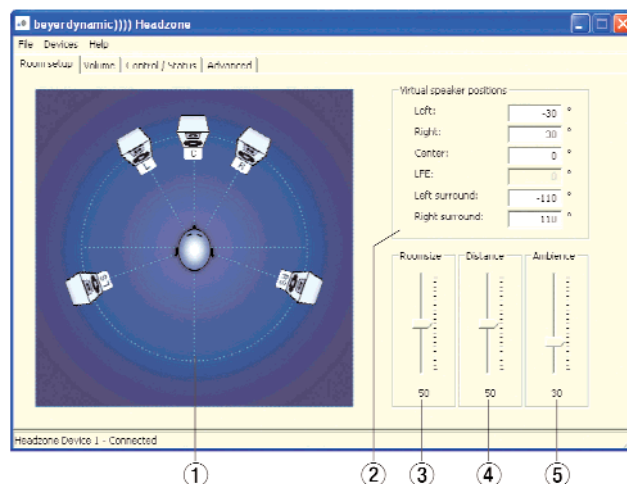 beyerdynamic)))) Headzone
File Devices Help
Room setup Volume Control / Status Advanced
Virtual speaker positions
Left: -30 °
Right: 30 °
Center: 0 °
LFE: 0 °
Left surround: -110 °
Right surround: 110 °
L C R
LS RS
Roomsize Distance Ambience
50 50 30
Headzone Device 1 - Connected
1 2 3 4 5